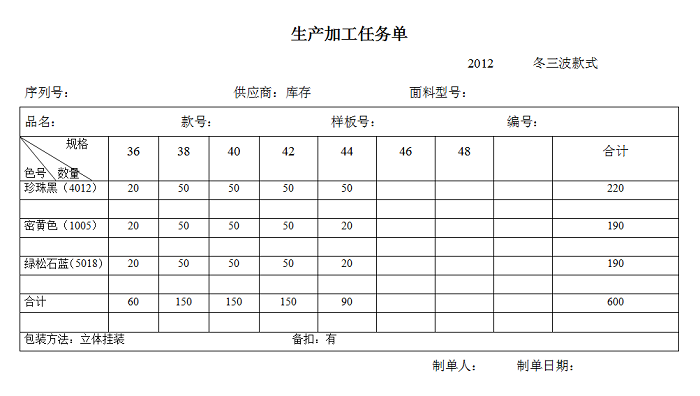 生产加工任务单
2012 冬三波款式
序列号： 供应商：库存 面料型号：
品名： 款号： 样板号： 编号：
规格 36 38 40 42 44 46 48 合计
色号 数量
珍珠黑（4012） 20 50 50 50 50 220
密黄色（1005） 20 50 50 50 20 190
绿松石蓝（5018） 20 50 50 50 20 190
合计 60 150 150 150 90 600
包装方法：立体挂装 备扣：有
制单人： 制单日期：